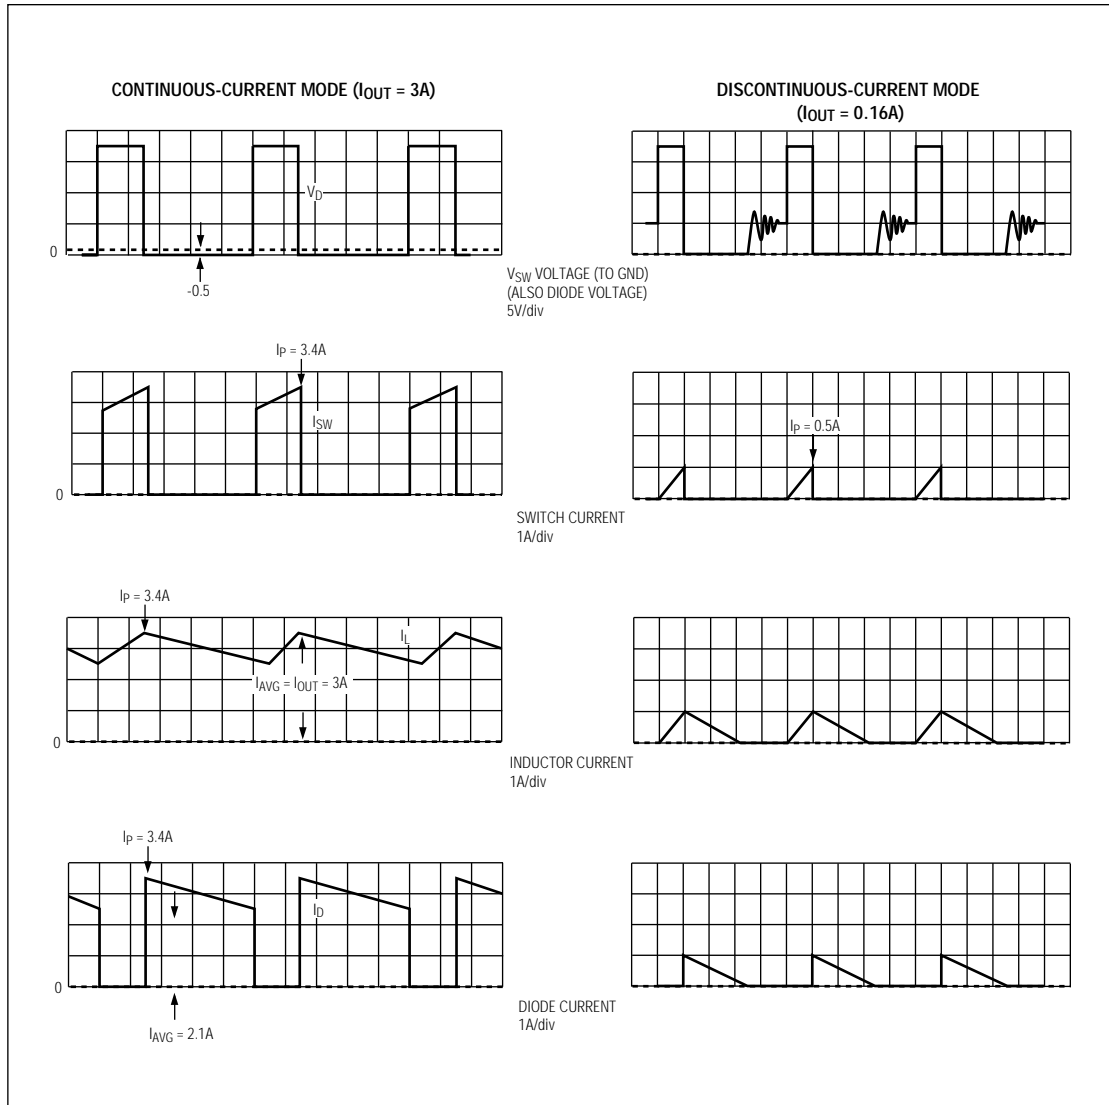 CONTINUOUS-CURRENT MODE (IOUT = 3A)
DISCONTINUOUS-CURRENT MODE
(IOUT = 0.16A)
VD
0
-0.5
VSW VOLTAGE (TO GND)
(ALSO DIODE VOLTAGE)
5V/div
IP = 3.4A
ISW
0
IP = 0.5A
SWITCH CURRENT
1A/div
IP = 3.4A
IL
IAVG = IOUT = 3A
0
INDUCTOR CURRENT
1A/div
IP = 3.4A
ID
0
IAVG = 2.1A
DIODE CURRENT
1A/div